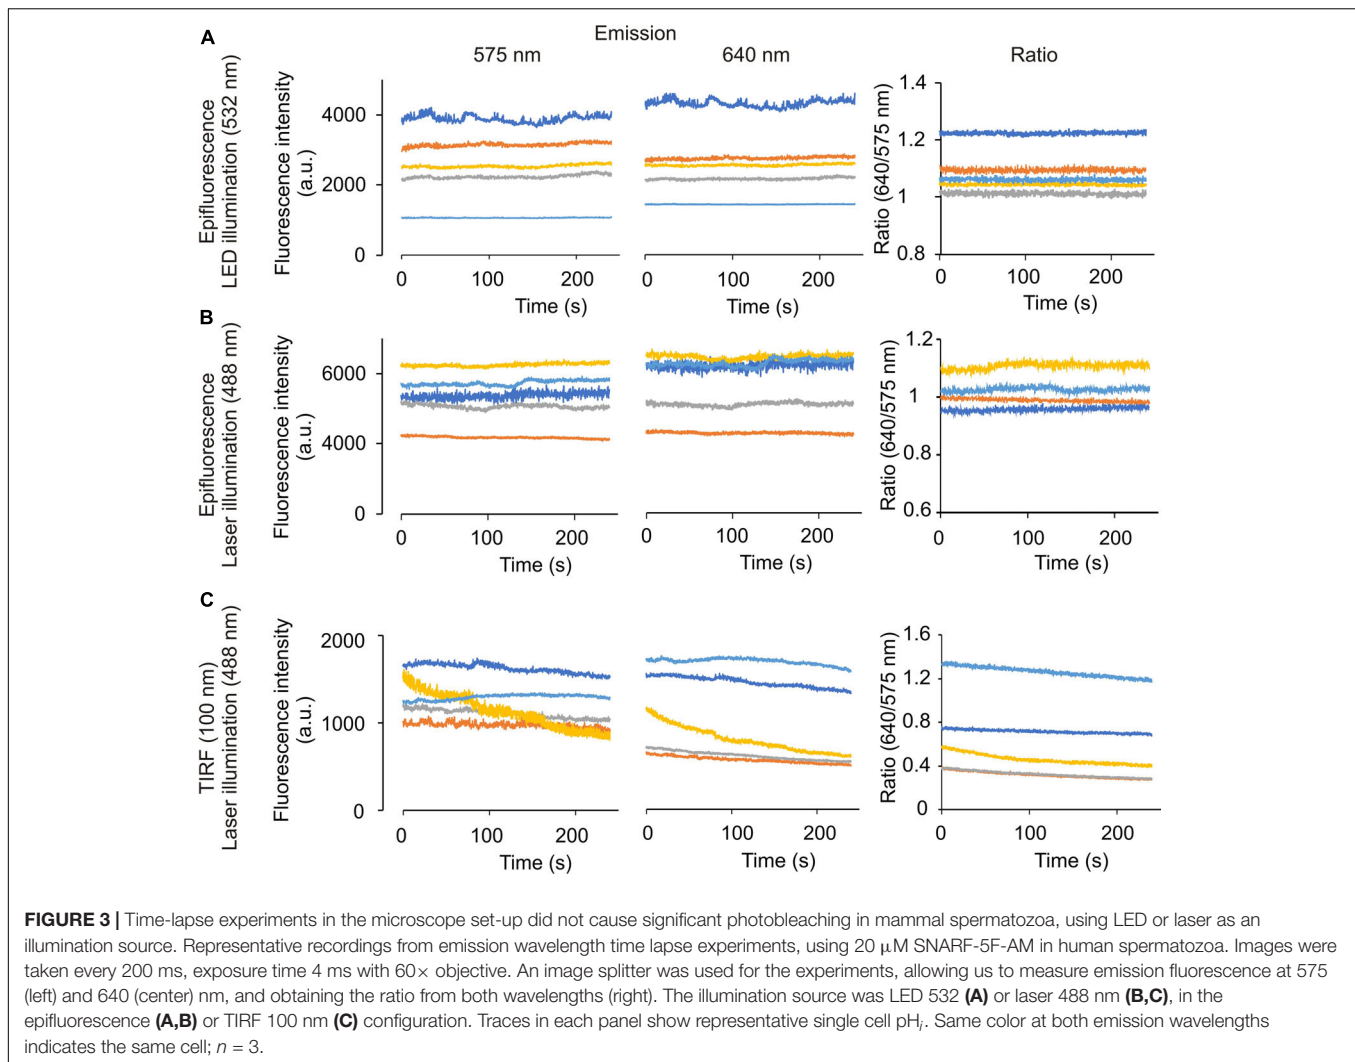 A
Emission
575 nm
640 nm
Ratio
Epifluorescence
LED illumination (532 nm)
Fluorescence intensity
(a.u.)
4000
2000
0
0 100 200
Time (s)
0 100 200
Time (s)
Ratio (640/575 nm)
1.4
1.2
1
0.8
0 100 200
Time (s)
B
Epifluorescence
Laser illumination (488 nm)
Fluorescence intensity
(a.u.)
6000
4000
0
0 100 200
Time (s)
0 100 200
Time (s)
Ratio (640/575 nm)
1.2
1
0.8
0.6
0 100 200
Time (s)
C
TIRF (100 nm)
Laser illumination (488 nm)
Fluorescence intensity
(a.u.)
2000
1000
0
0 100 200
Time (s)
0 100 200
Time (s)
Ratio (640/575 nm)
1.6
1.2
0.8
0.4
0
0 100 200
Time (s)
FIGURE 3 | Time-lapse experiments in the microscope set-up did not cause significant photobleaching in mammal spermatozoa, using LED or laser as an
illumination source. Representative recordings from emission wavelength time lapse experiments, using 20 μM SNARF-5F-AM in human spermatozoa. Images were
taken every 200 ms, exposure time 4 ms with 60× objective. An image splitter was used for the experiments, allowing us to measure emission fluorescence at 575
(left) and 640 (center) nm, and obtaining the ratio from both wavelengths (right). The illumination source was LED 532 (A) or laser 488 nm (B,C), in the
epifluorescence (A,B) or TIRF 100 nm (C) configuration. Traces in each panel show representative single cell pHi. Same color at both emission wavelengths
indicates the same cell; n = 3.